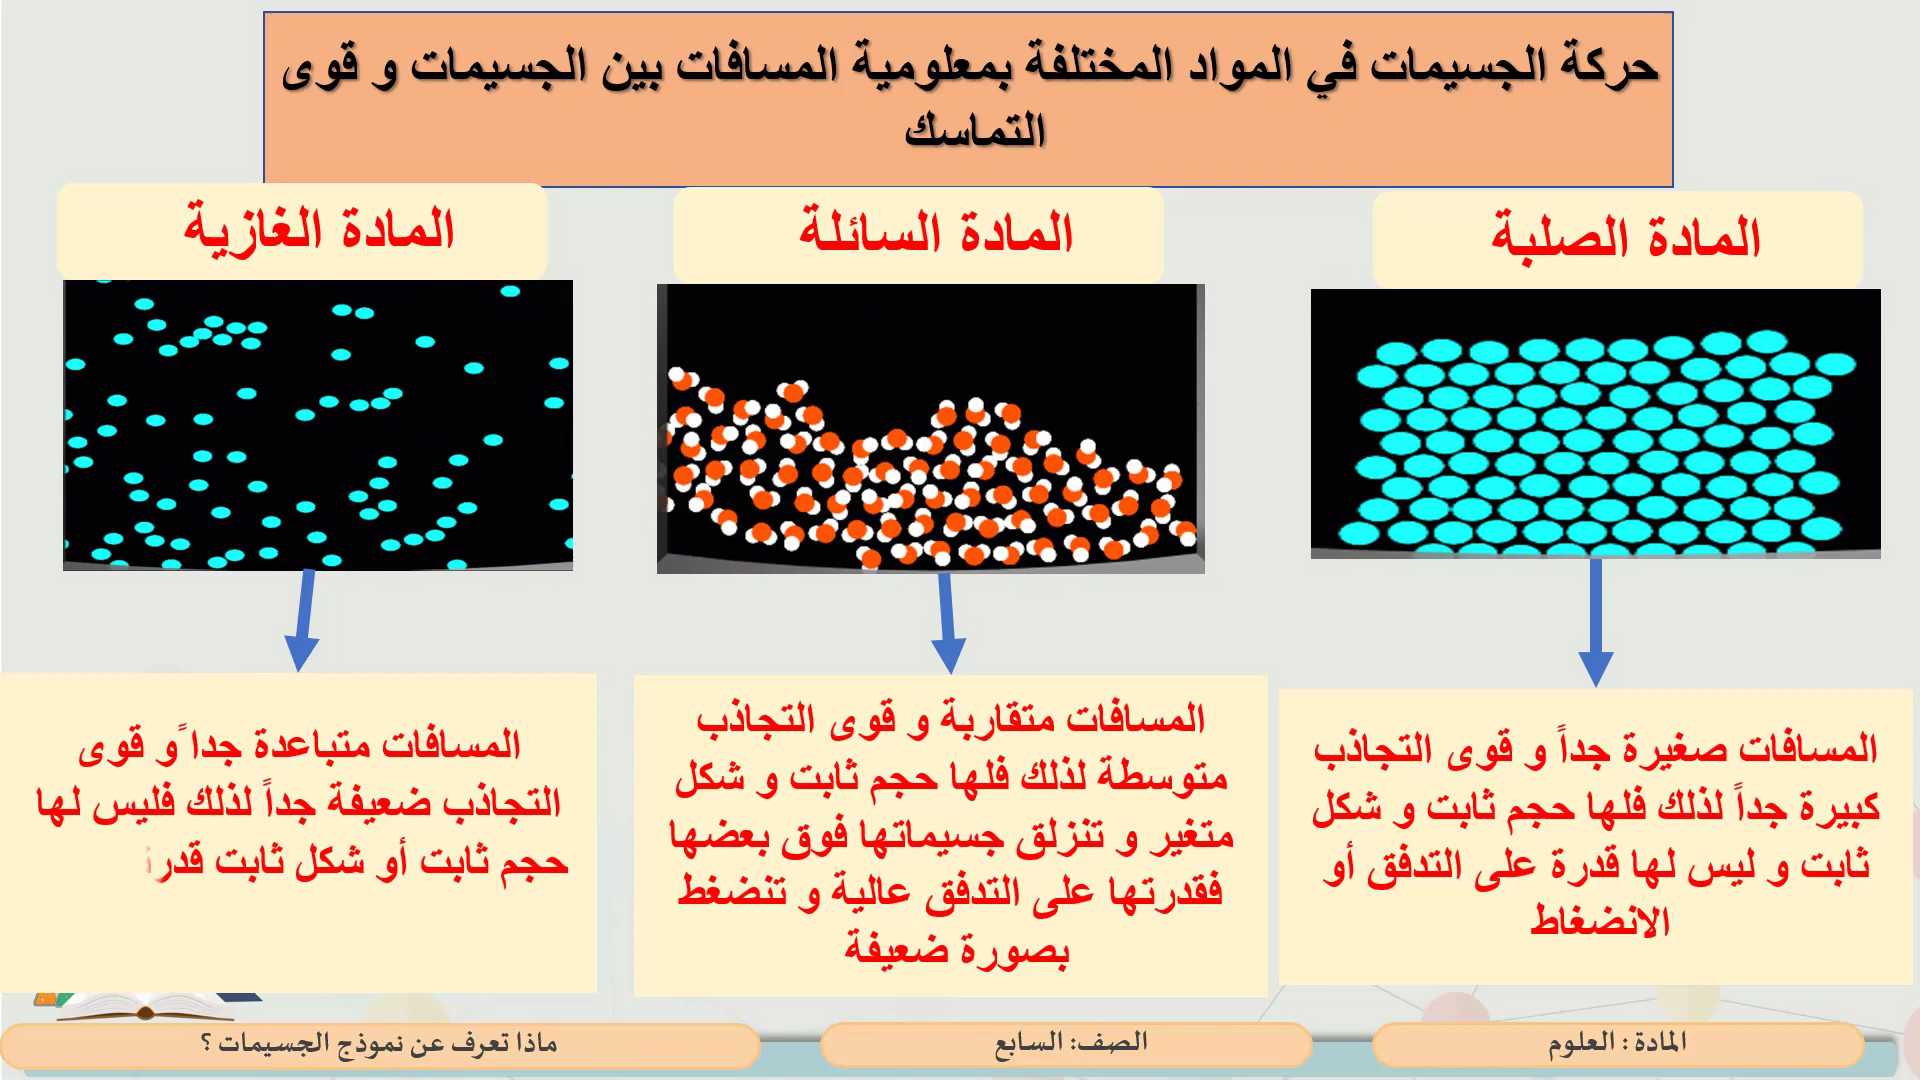 حركة الجسيمات في المواد المختلفة بمعلومية المسافات بين الجسيمات و قوى
التماسك
المادة الصلبة
المادة السائلة
المادة الغازية
المسافات صغيرة جداً و قوى التجاذب
كبيرة جداً لذلك فلها حجم ثابت و شكل
ثابت و ليس لها قدرة على التدفق أو
الانضغاط
المسافات متقاربة و قوى التجاذب
متوسطة لذلك فلها حجم ثابت و شكل
متغير و تنزلق جسيماتها فوق بعضها
فقدرتها على التدفق عالية و تنضغط
بصورة ضعيفة
المسافات متباعدة جدا ًو قوى
التجاذب ضعيفة جداً لذلك فليس لها
حجم ثابت أو شكل ثابت
المادة : العلوم
الصف: السابع
ماذا تعرف عن نموذج الجسيمات ؟